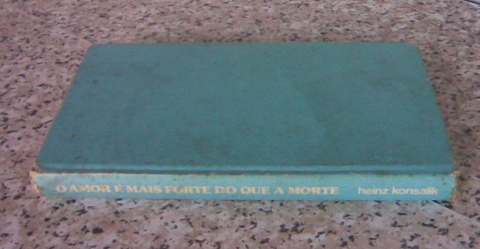 O AMOR É MAIS FORTE DO QUE A MORTE heinz konsalik